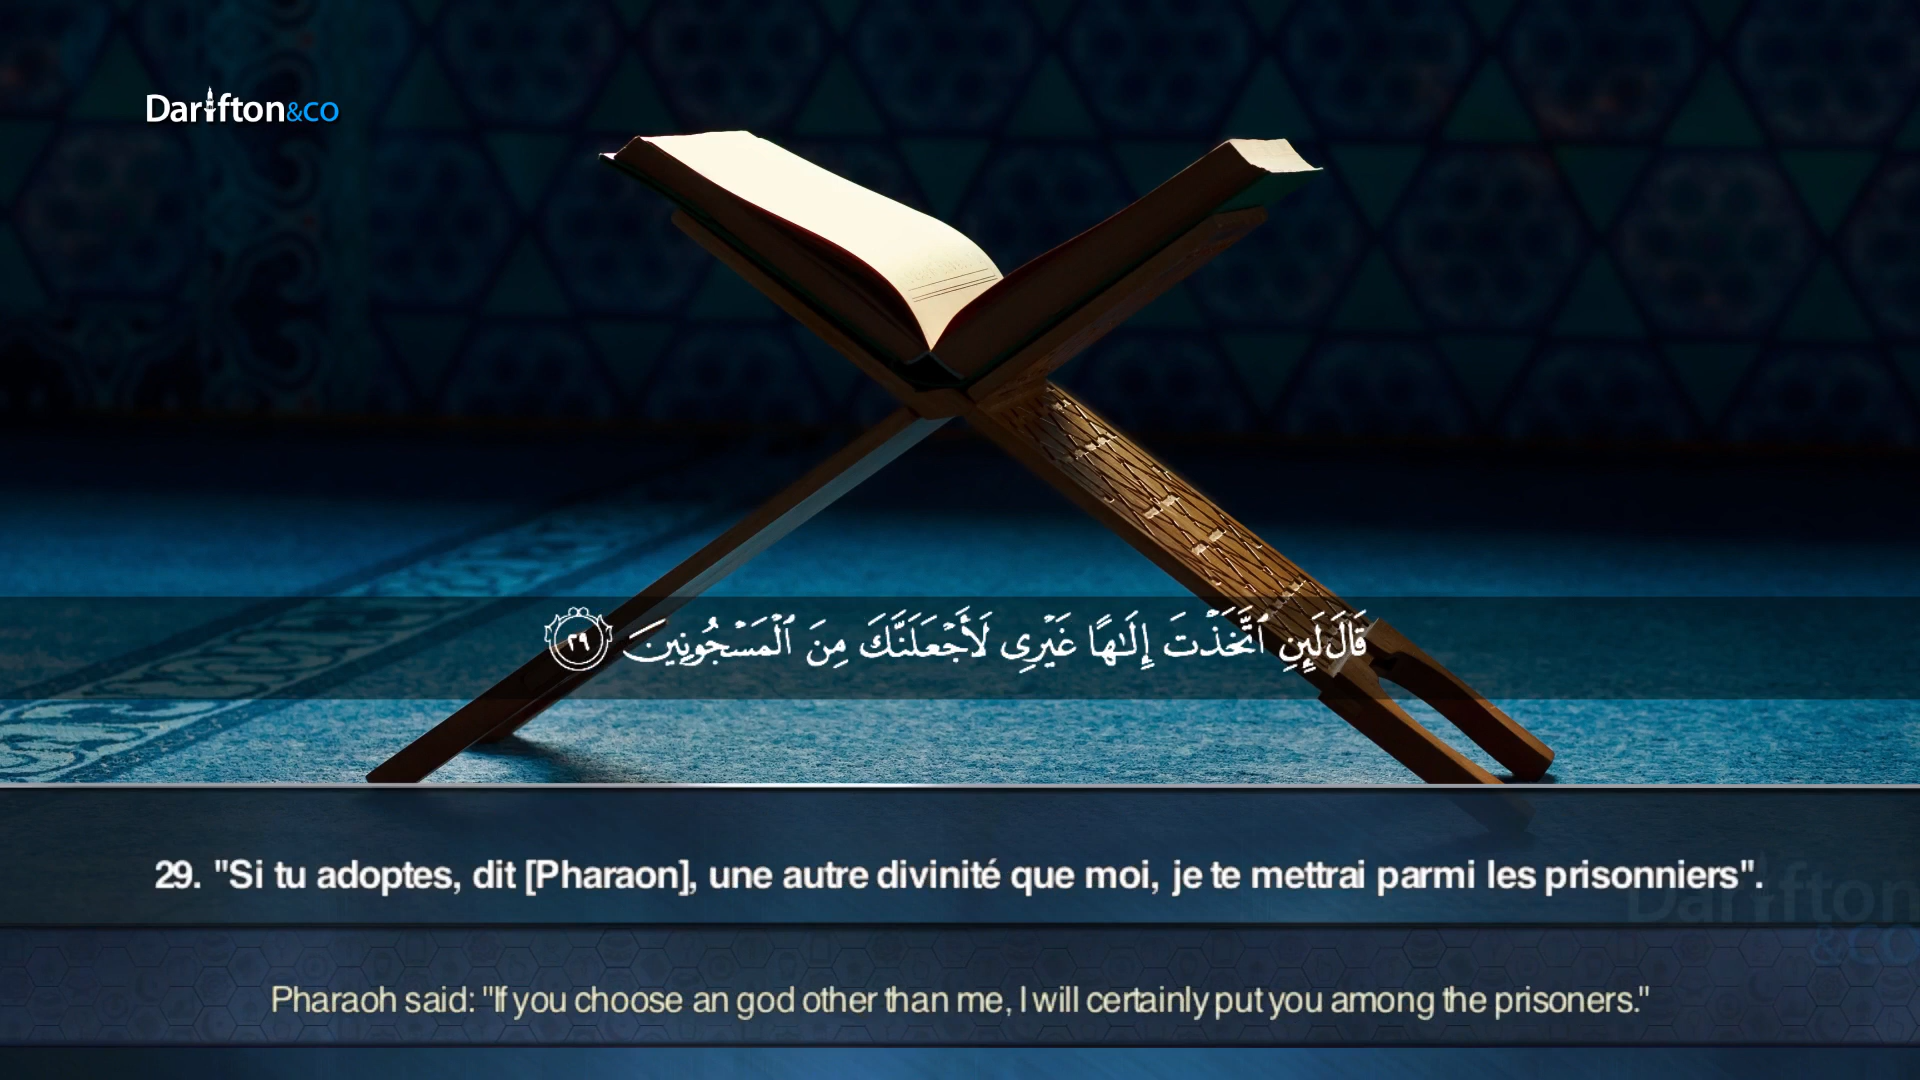 Darifton&co
قَالَ لَئِنِ ٱتَّخَذْتَ إِلَـٰهًا غَيْرِى لَأَجْعَلَنَّكَ مِنَ ٱلْمَسْجُونِينَ ٢٩
29. "Si tu adoptes, dit [Pharaon], une autre divinité que moi, je te mettrai parmi les prisonniers".
Darifton
&co
Pharaoh said: "If you choose an god other than me, I will certainly put you among the prisoners."